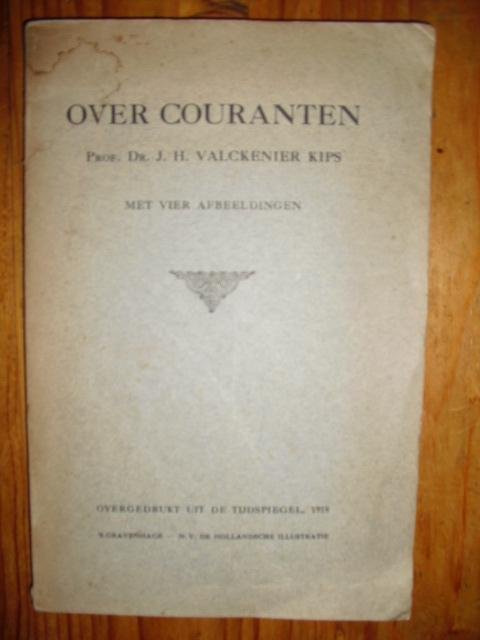 OVER COURANTEN
PROF. DR. J. H. VALCKENIER KIPS
MET VIER AFBEELDINGEN
OVERGEDRUKT UIT DE TIJDSPIEGEL, 1919
'S-GRAVENHAGE — N. V. DE HOLLANDSCHE ILLUSTRATIE